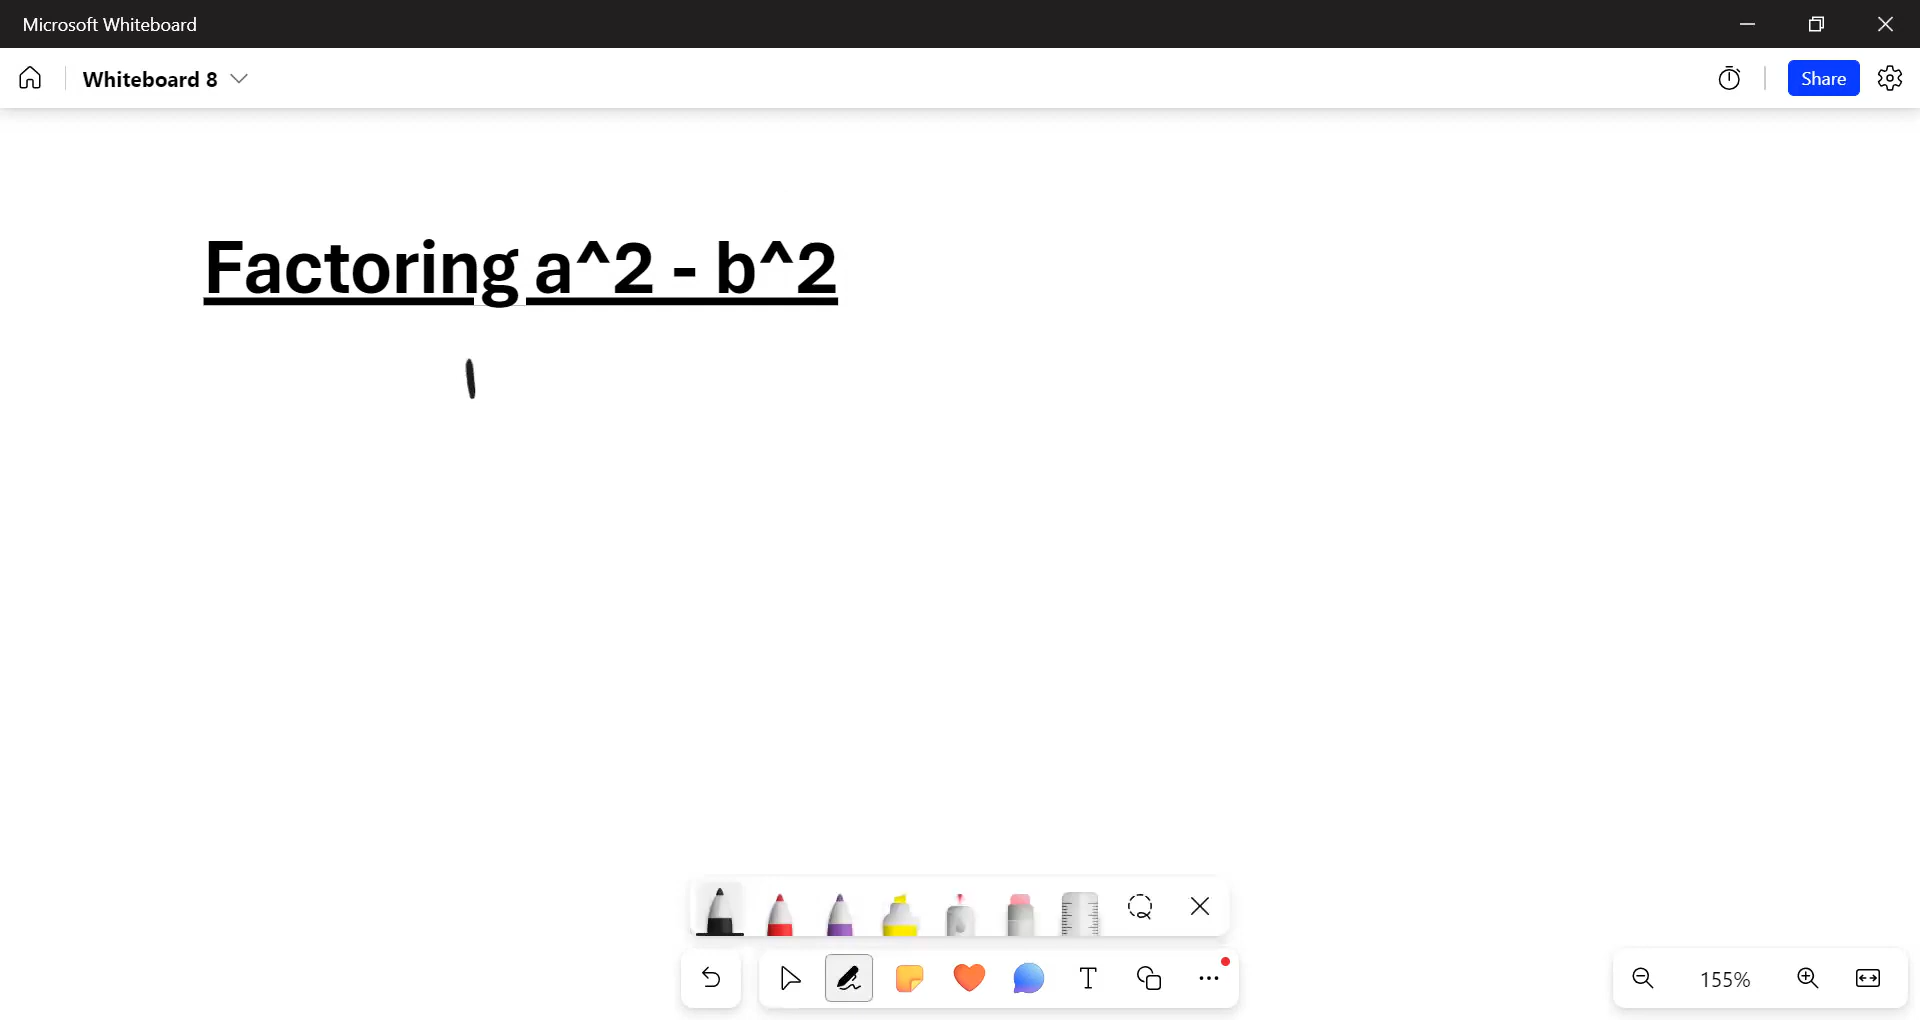 Microsoft Whiteboard
Whiteboard 8
Share
Factoring a^2 - b^2
155%